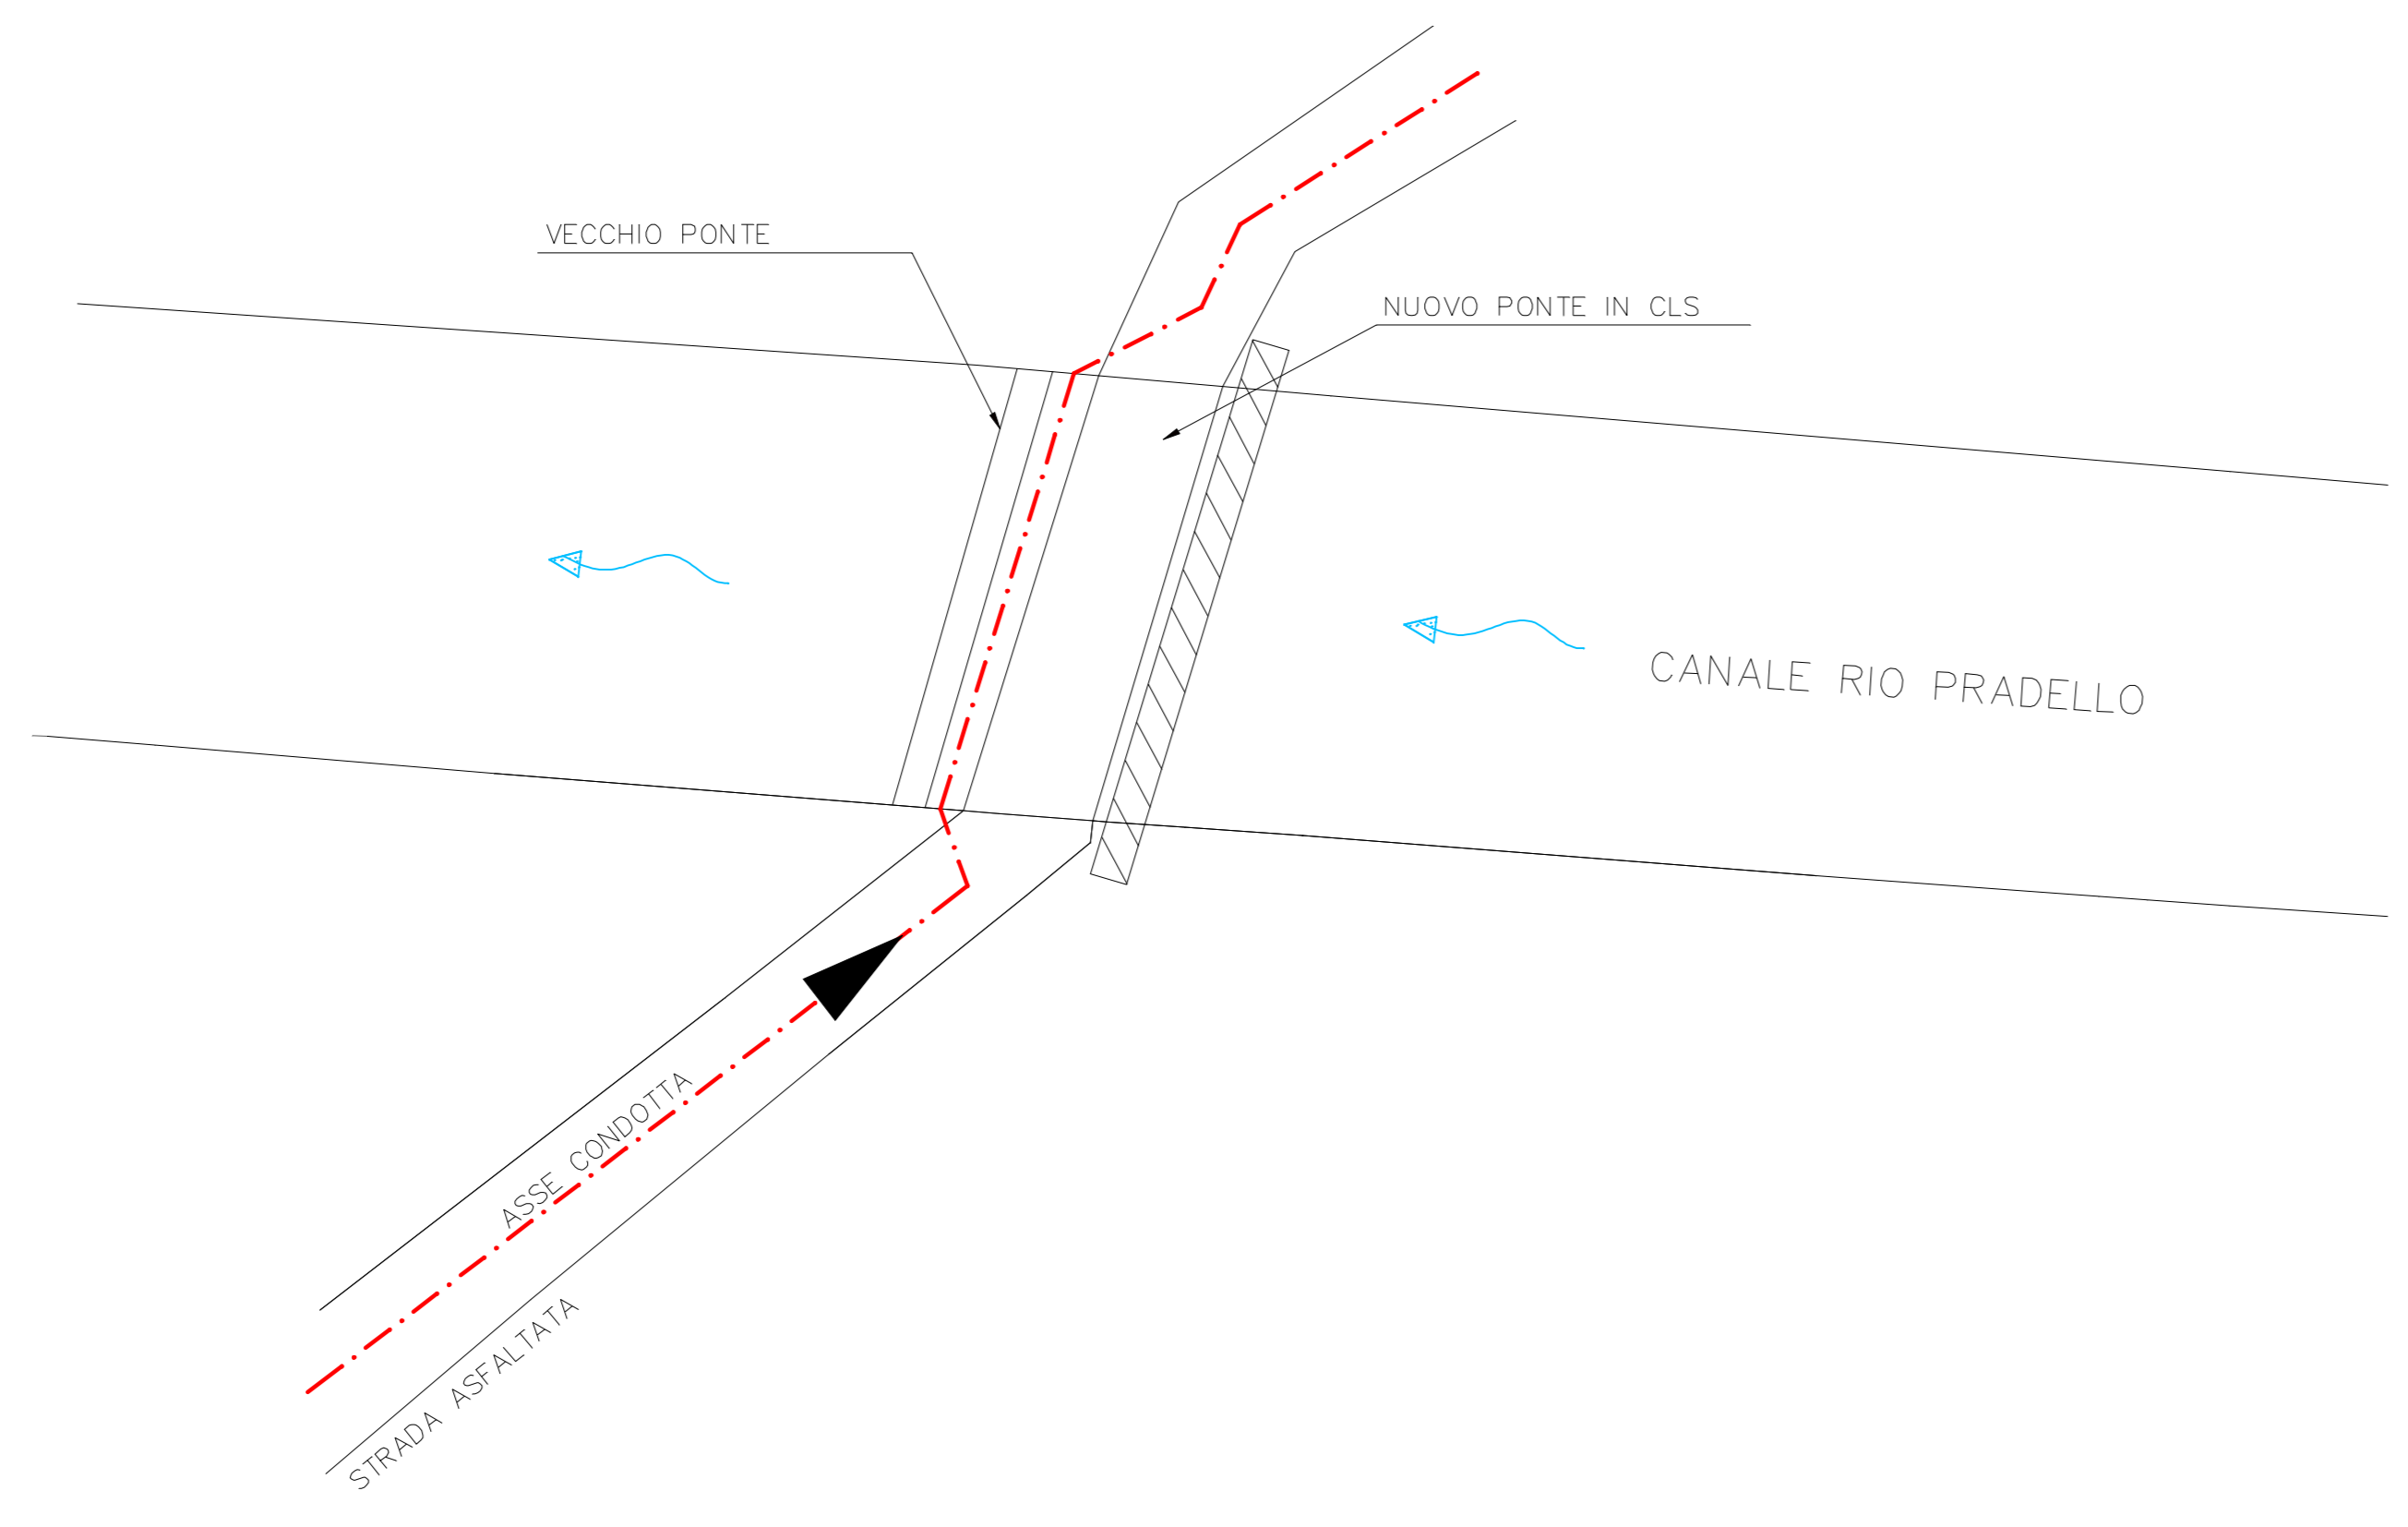 VECCHIO PONTE
NUOVO PONTE IN CLS
CANALE RIO PRADELLO
ASSE CONDOTTA
STRADA ASFALTATA